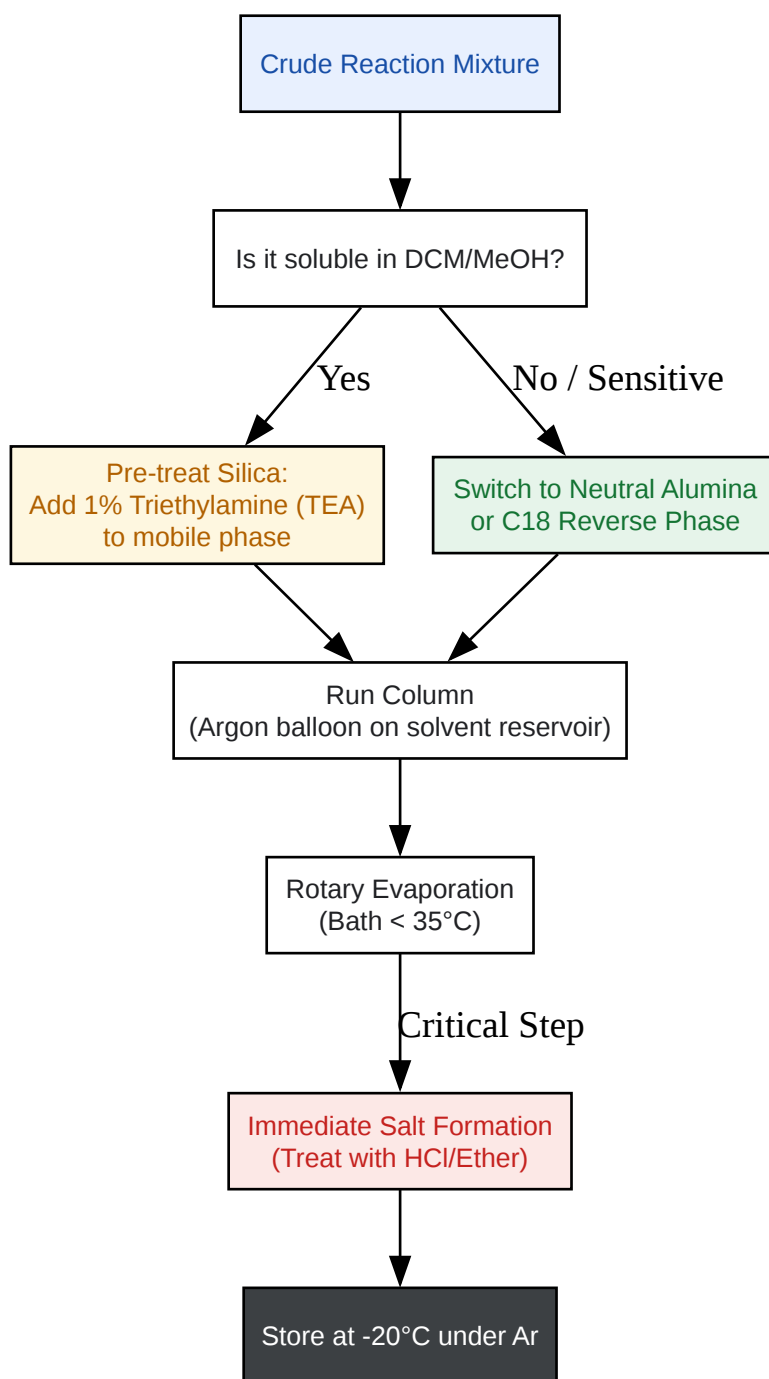 Crude Reaction Mixture
Is it soluble in DCM/MeOH?
Yes
No / Sensitive
Pre-treat Silica:
Add 1% Triethylamine (TEA)
to mobile phase
Switch to Neutral Alumina
or C18 Reverse Phase
Run Column
(Argon balloon on solvent reservoir)
Rotary Evaporation
(Bath < 35°C)
Critical Step
Immediate Salt Formation
(Treat with HCl/Ether)
Store at -20°C under Ar